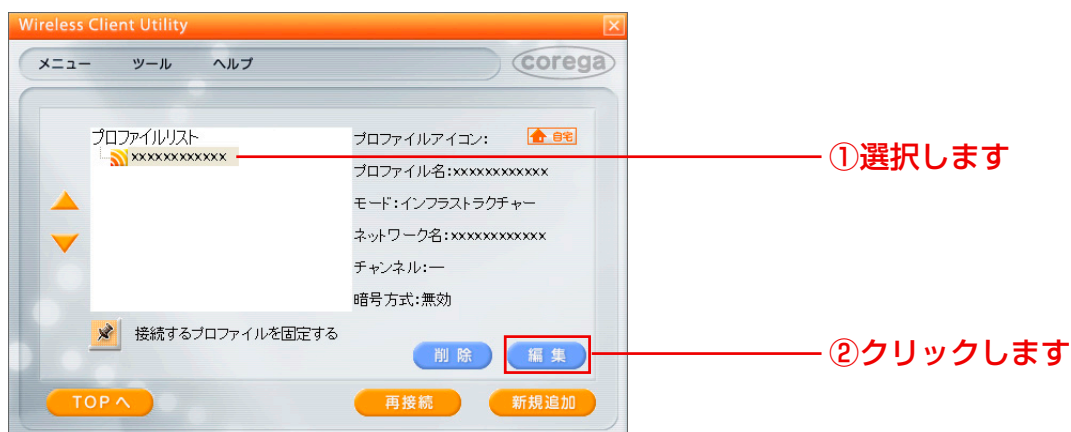 Wireless Client Utility
メニュー ツール ヘルプ corega
プロファイルリスト
xxxxxxxxxxxx
プロファイルアイコン: 自宅
①選択します
プロファイル名:xxxxxxxxxxxx
モード:インフラストラクチャー
ネットワーク名:xxxxxxxxxxxx
チャンネル:—
暗号方式:無効
接続するプロファイルを固定する
削除 編集
②クリックします
TOPへ 再接続 新規追加